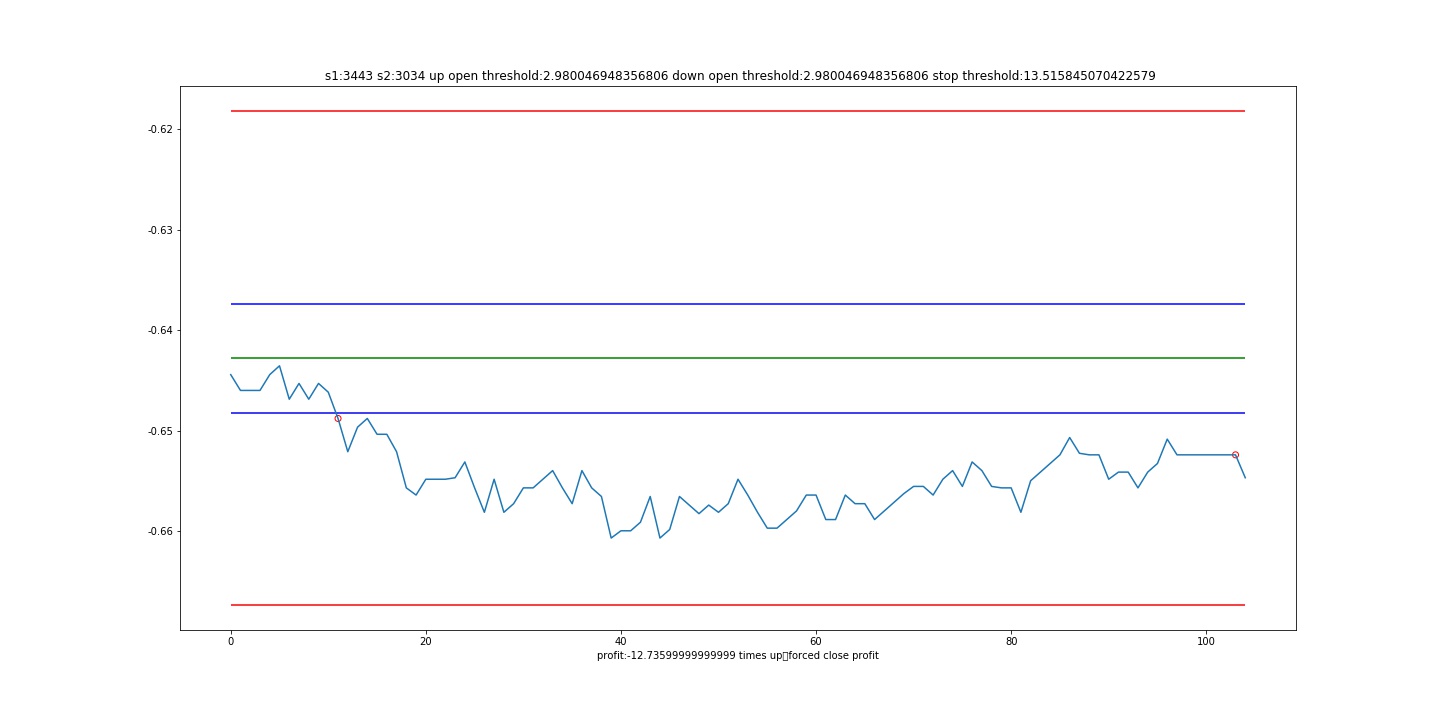 s1:3443 s2:3034 up open threshold:2.980046948356806 down open threshold:2.980046948356806 stop threshold:13.515845070422579
-0.62
-0.63
-0.64
-0.65
-0.66
0 20 40 60 80 100
profit:-12.73599999999999 times up▯forced close profit